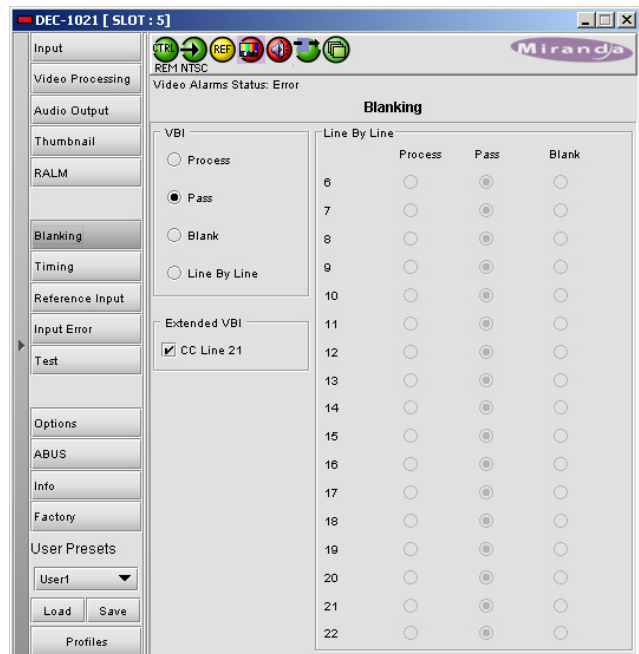 DEC-1021 [ SLOT : 5]
Input
Video Processing
Audio Output
Thumbnail
RALM
Blanking
Timing
Reference Input
Input Error
Test
Options
ABUS
Info
Factory
User Presets
User1
Load Save
Profiles
CTRL REF
REM NTSC
Miranda
Video Alarms Status: Error
Blanking
VBI
Process
Pass
Blank
Line By Line
Extended VBI
CC Line 21
Line By Line
Process Pass Blank
6
7
8
9
10
11
12
13
14
15
16
17
18
19
20
21
22